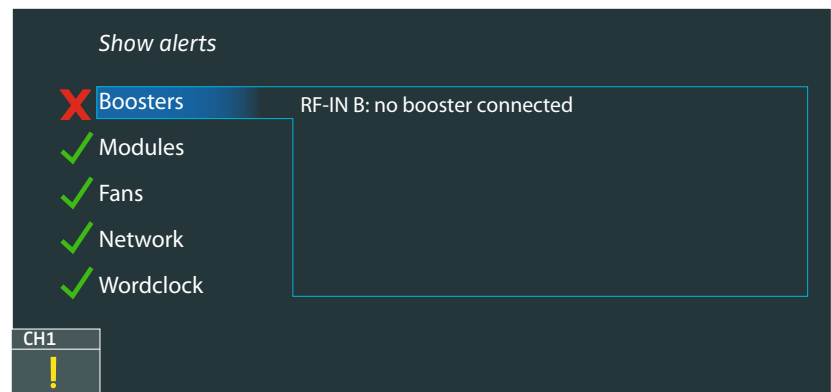 Show alerts
Boosters
RF-IN B: no booster connected
Modules
Fans
Network
Wordclock
CH1
!